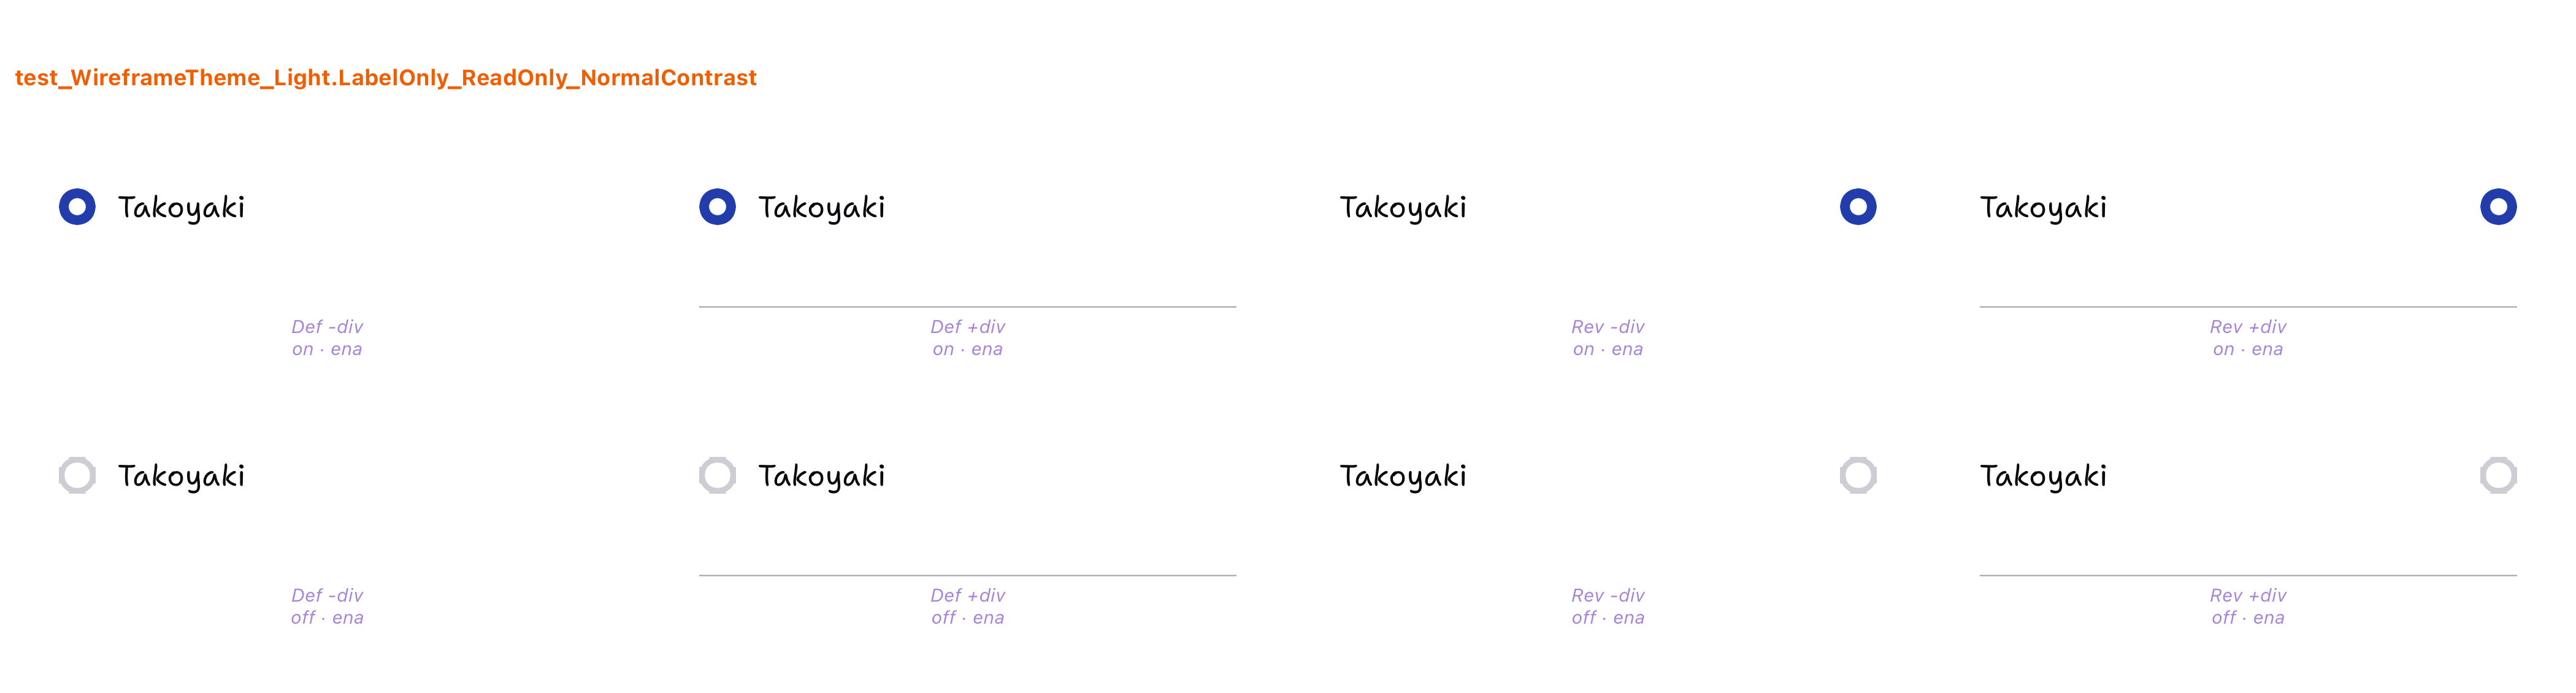 test_WireframeTheme_Light.LabelOnly_ReadOnly_NormalContrast
Takoyaki
Takoyaki
Takoyaki
Takoyaki
Def -div
on · ena
Def +div
on · ena
Rev -div
on · ena
Rev +div
on · ena
Takoyaki
Takoyaki
Takoyaki
Takoyaki
Def -div
off · ena
Def +div
off · ena
Rev -div
off · ena
Rev +div
off · ena